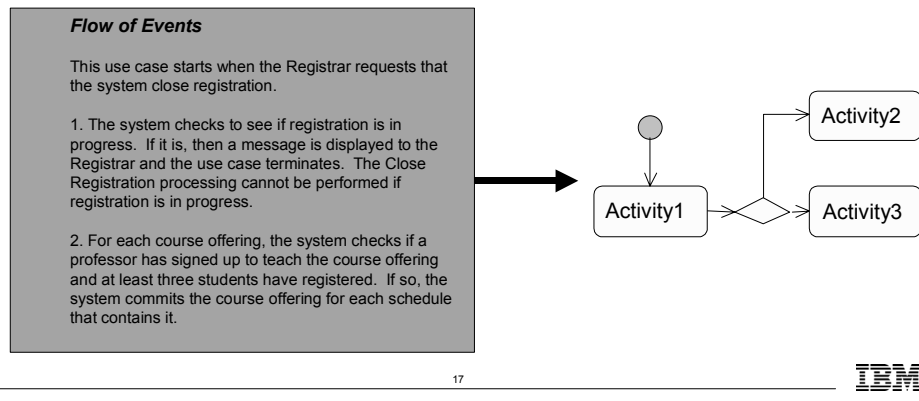 Flow of Events
This use case starts when the Registrar requests that
the system close registration.
1. The system checks to see if registration is in
progress. If it is, then a message is displayed to the
Registrar and the use case terminates. The Close
Registration processing cannot be performed if
registration is in progress.
2. For each course offering, the system checks if a
professor has signed up to teach the course offering
and at least three students have registered. If so, the
system commits the course offering for each schedule
that contains it.
Activity2
Activity1
Activity3
17
IBM